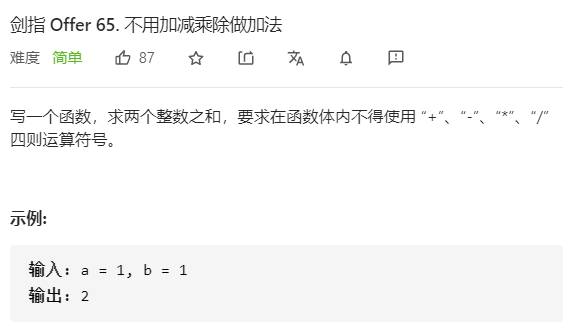 剑指 Offer 65. 不用加减乘除做加法
难度 简单 87
写一个函数，求两个整数之和，要求在函数体内不得使用 “+”、“-”、“*”、“/”
四则运算符号。
示例:
输入：a = 1, b = 1
输出：2